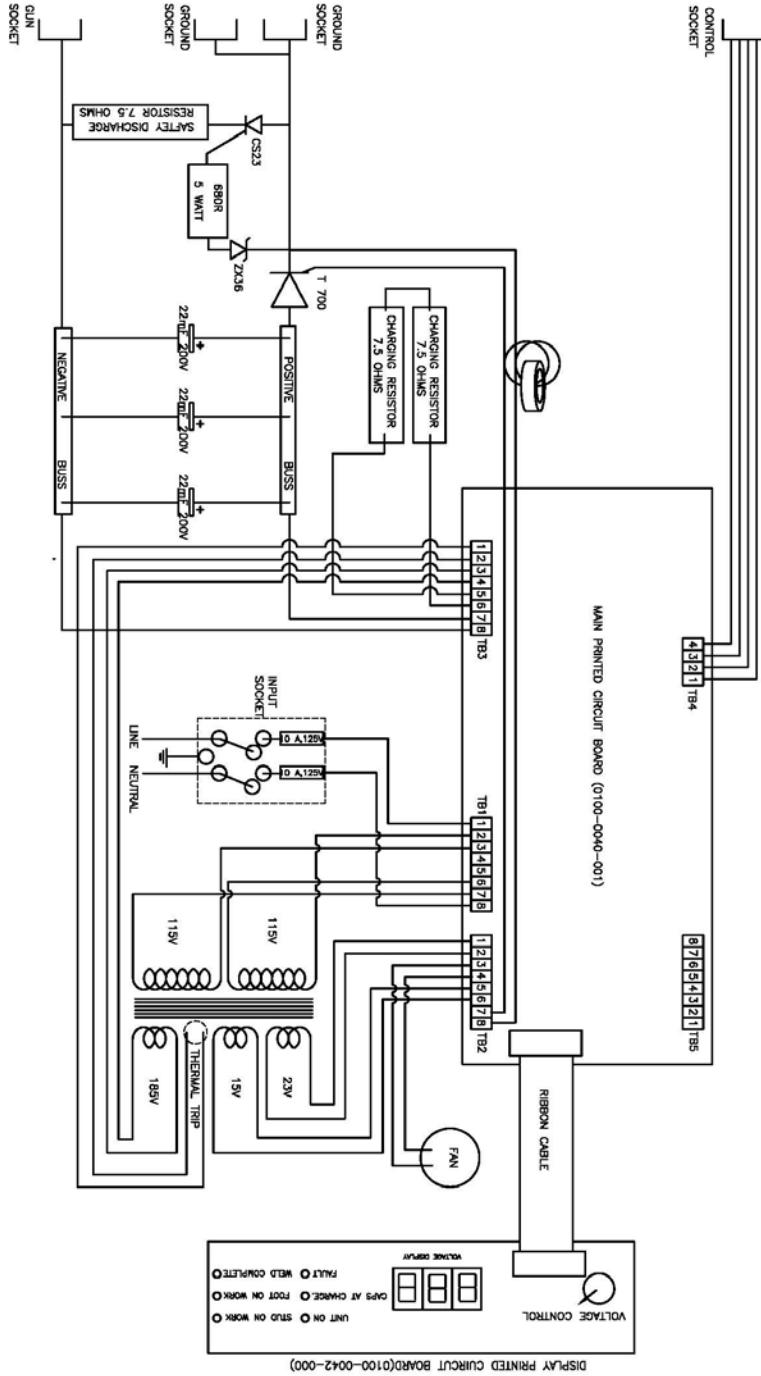 GUN
SOCKET
GROUND
SOCKET
GROUND
SOCKET
CONTROL
SOCKET
SAFTEY DISCHARGE
RESISTOR 7.5 OHMS
CS23
680R
5 WATT
ZX36
T 700
22mF 200V
+
22mF 200V
+
22mF 200V
+
NEGATIVE BUSS
POSITIVE BUSS
CHARGING RESISTOR
7.5 OHMS
CHARGING RESISTOR
7.5 OHMS
MAIN PRINTED CIRCUIT BOARD (0100-0040-001)
1 2 3 4 5 6 7 8 TB3
4 3 2 1 TB4
INPUT
SOCKET
LINE
NEUTRAL
0 A,125V
0 A,125V
TB1 1 2 3 4 5 6 7 8
8 7 6 5 4 3 2 1 TB5
1 2 3 4 5 6 7 8 TB2
115V
115V
185V
THERMAL TRIP
15V
23V
FAN
RIBBON CABLE
VOLTAGE DISPLAY
888
VOLTAGE CONTROL
WELD COMPLETE
FAULT
FOOT ON WORK
CAPS AT CHARGE.
STUD ON WORK
UNIT ON
DISPLAY PRINTED CUIRCUT BOARD(0100-0042-000)